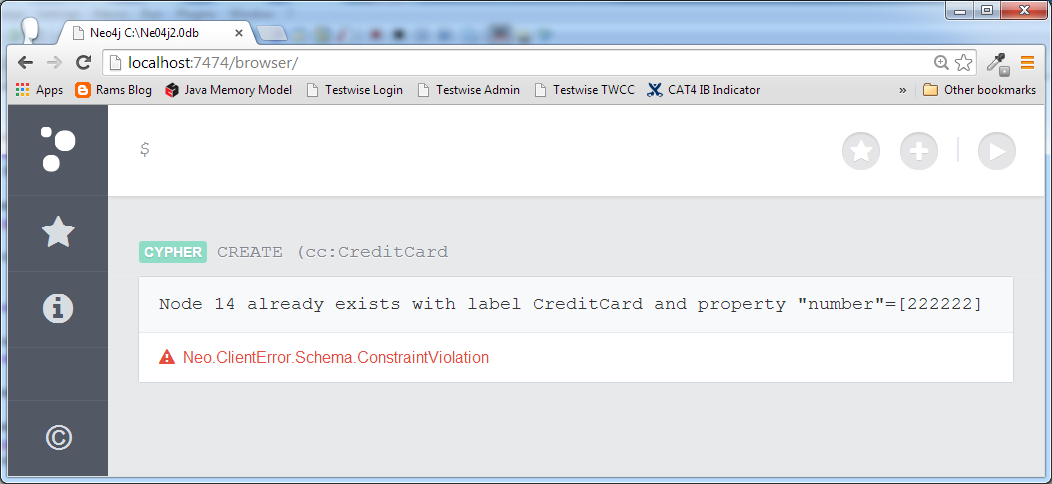 Neo4j C:\Ne04j2.0db
localhost:7474/browser/
Apps Rams Blog Java Memory Model Testwise Login Testwise Admin Testwise TWCC CAT4 IB Indicator » Other bookmarks
$
CYPHER CREATE (cc:CreditCard
Node 14 already exists with label CreditCard and property "number"=[222222]
Neo.ClientError.Schema.ConstraintViolation
©